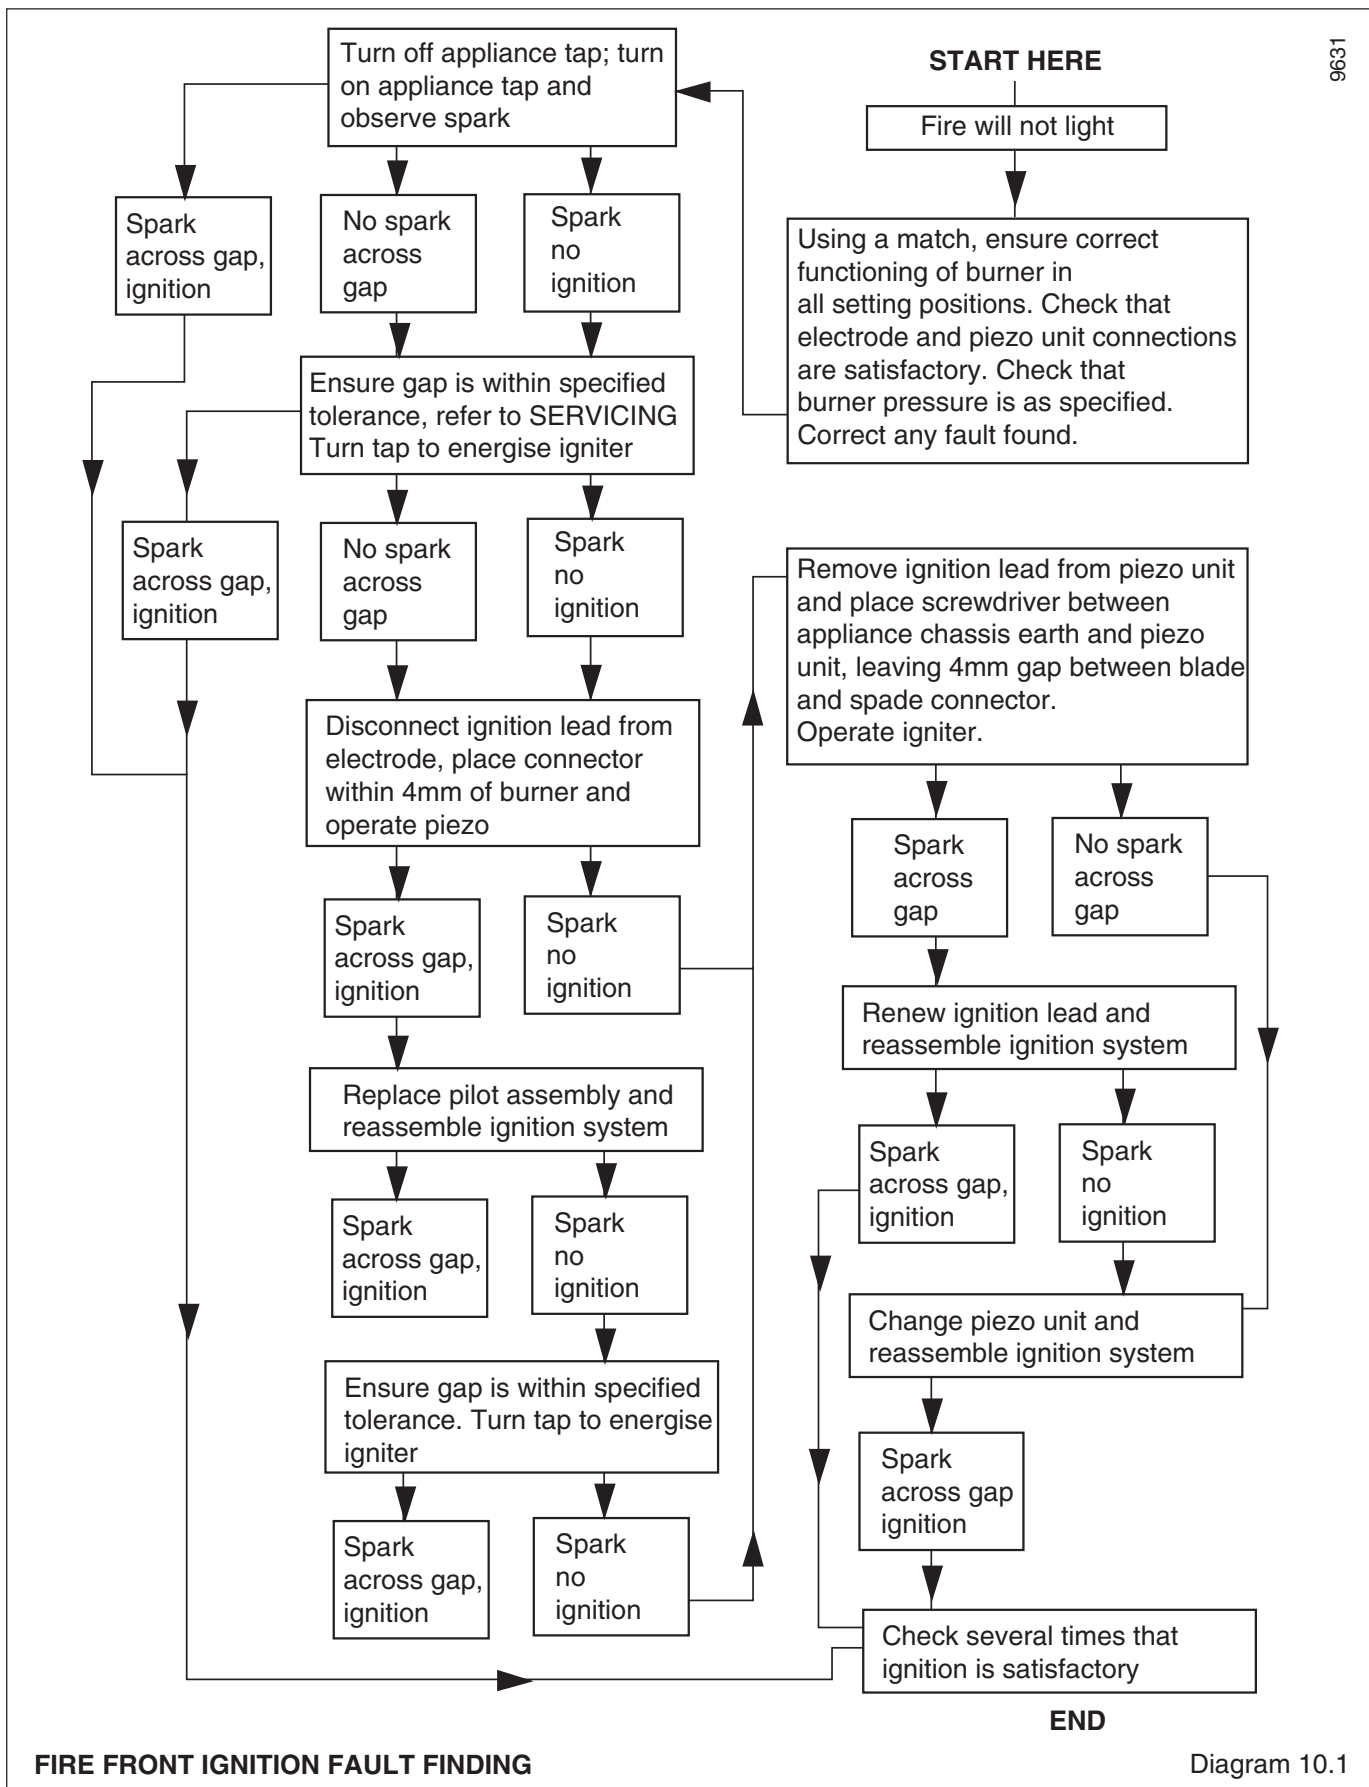 START HERE
9631
Fire will not light
Using a match, ensure correct
functioning of burner in
all setting positions. Check that
electrode and piezo unit connections
are satisfactory. Check that
burner pressure is as specified.
Correct any fault found.
Turn off appliance tap; turn
on appliance tap and
observe spark
Spark
across gap,
ignition
No spark
across
gap
Spark
no
ignition
Ensure gap is within specified
tolerance, refer to SERVICING
Turn tap to energise igniter
Spark
across gap,
ignition
No spark
across
gap
Spark
no
ignition
Disconnect ignition lead from
electrode, place connector
within 4mm of burner and
operate piezo
Spark
across gap,
ignition
Spark
no
ignition
Replace pilot assembly and
reassemble ignition system
Spark
across gap,
ignition
Spark
no
ignition
Ensure gap is within specified
tolerance. Turn tap to energise
igniter
Spark
across gap,
ignition
Spark
no
ignition
Remove ignition lead from piezo unit
and place screwdriver between
appliance chassis earth and piezo
unit, leaving 4mm gap between blade
and spade connector.
Operate igniter.
Spark
across
gap
No spark
across
gap
Renew ignition lead and
reassemble ignition system
Spark
across gap,
ignition
Spark
no
ignition
Change piezo unit and
reassemble ignition system
Spark
across gap
ignition
Check several times that
ignition is satisfactory
END
FIRE FRONT IGNITION FAULT FINDING
Diagram 10.1